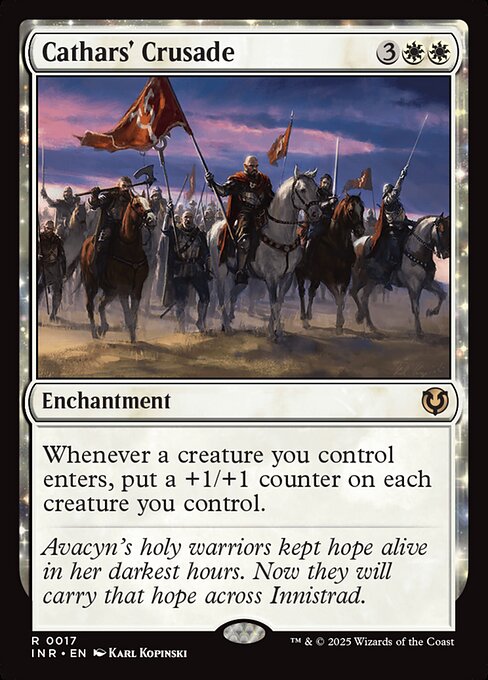 Cathars’ Crusade 3
Enchantment
Whenever a creature you control
enters, put a +1/+1 counter on each
creature you control.
Avacyn’s holy warriors kept hope alive
in her darkest hours. Now they will
carry that hope across Innistrad.
R 0017
INR • EN Karl Kopinski
™ & © 2025 Wizards of the Coast